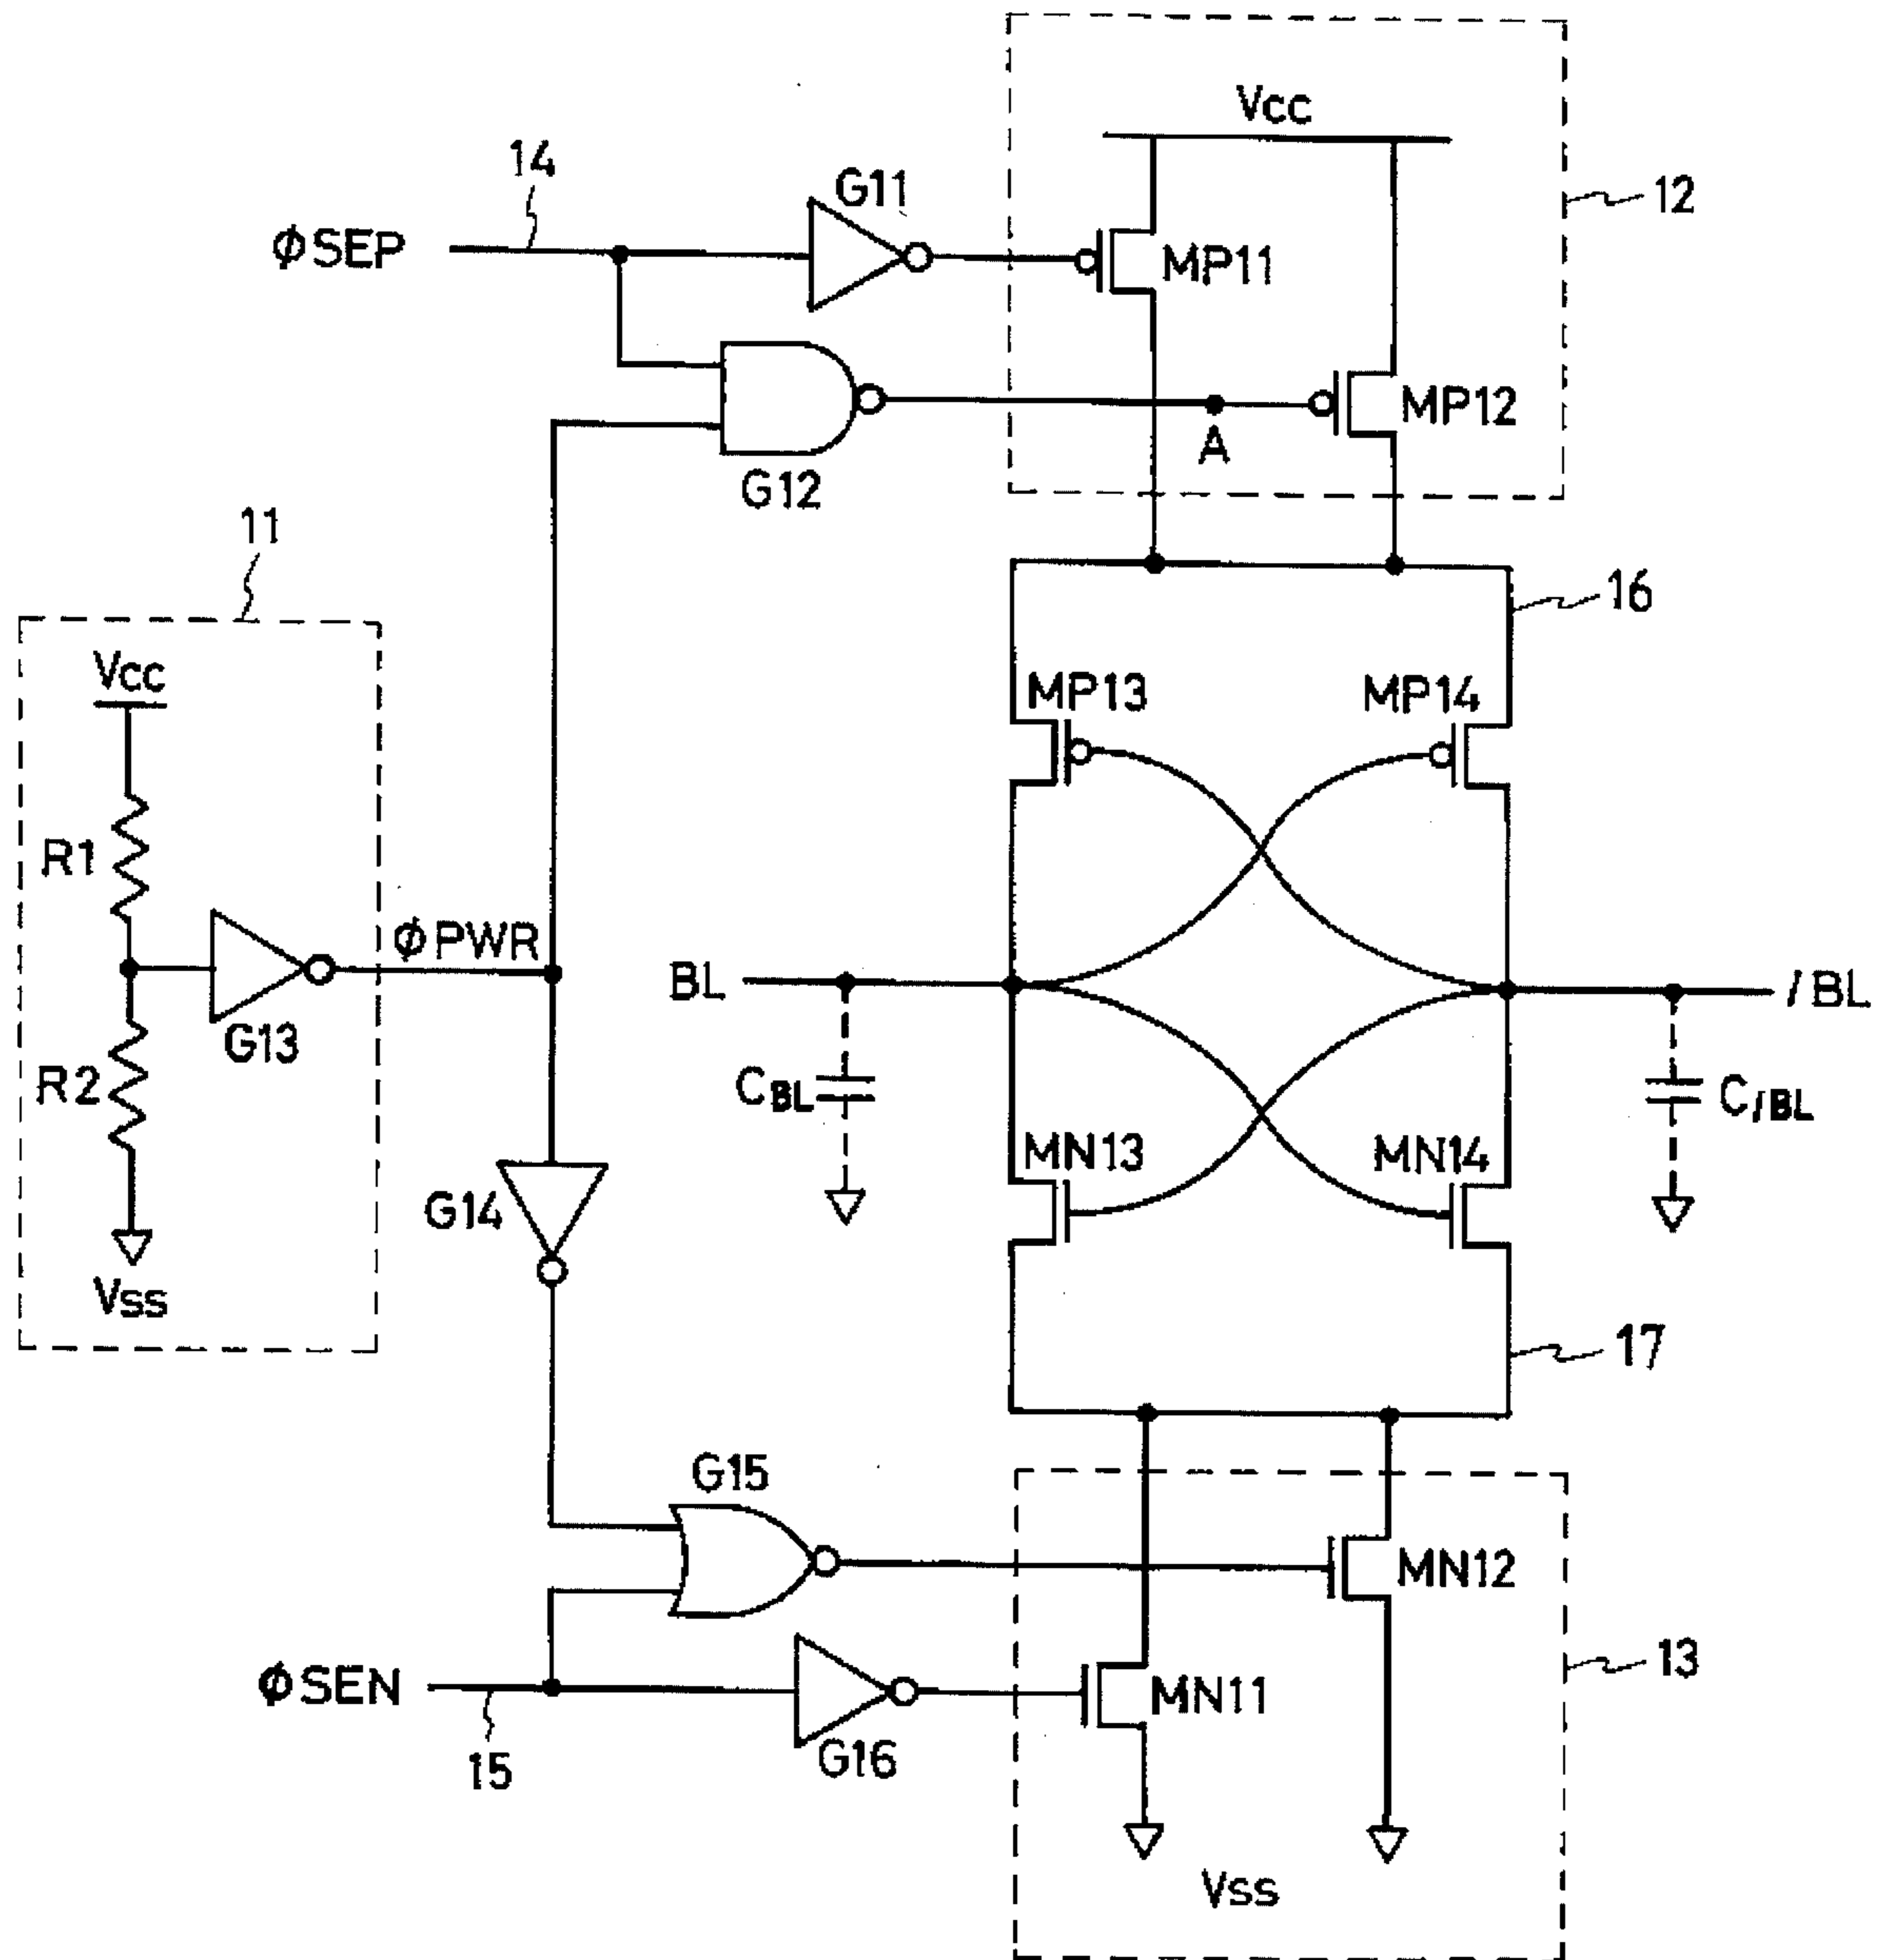 Vcc
14
G11
12
ΦSEP
MP11
MP12
A
G12
11
16
Vcc
MP13
MP14
R1
ΦPWR
BL
/BL
G13
R2
CBL
C/BL
MN13
MN14
G14
Vss
17
G15
MN12
ΦSEN
MN11
13
15
G16
Vss